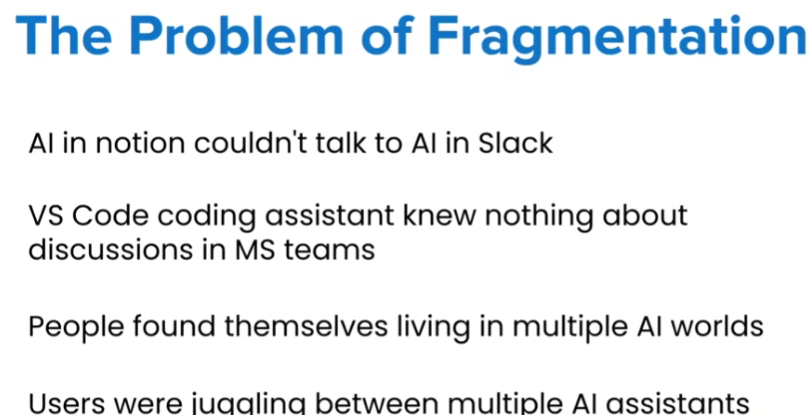 The Problem of Fragmentation
AI in notion couldn't talk to AI in Slack
VS Code coding assistant knew nothing about
discussions in MS teams
People found themselves living in multiple AI worlds
Users were juggling between multiple AI assistants